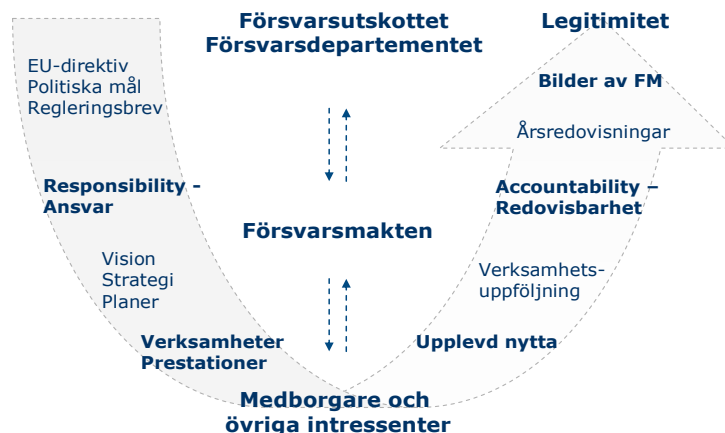 Försvarsutskottet
Försvarsdepartementet
Legitimitet
EU-direktiv
Politiska mål
Regleringsbrev
Bilder av FM
Årsredovisningar
Responsibility -
Ansvar
Accountability –
Redovisbarhet
Försvarsmakten
Vision
Strategi
Planer
Verksamhets-
uppföljning
Verksamheter
Prestationer
Upplevd nytta
Medborgare och
övriga intressenter